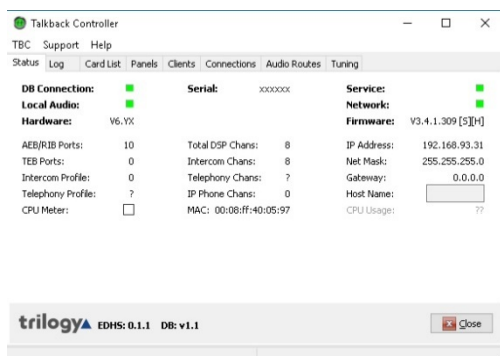 Talkback Controller
TBC Support Help
Status Log Card List Panels Clients Connections Audio Routes Tuning
DB Connection: Serial: xxxxxx Service:
Local Audio: Network:
Hardware: V6.YX Firmware: V3.4.1.309 [S][H]
AEB/RIB Ports: 10 Total DSP Chans: 8 IP Address: 192.168.93.31
TEB Ports: 0 Intercom Chans: 8 Net Mask: 255.255.255.0
Intercom Profile: 0 Telephony Chans: ? Gateway: 0.0.0.0
Telephony Profile: ? IP Phone Chans: 0 Host Name:
CPU Meter: MAC: 00:08:ff:40:05:97 CPU Usage: ??
trilogy EDHS: 0.1.1 DB: v1.1 Close